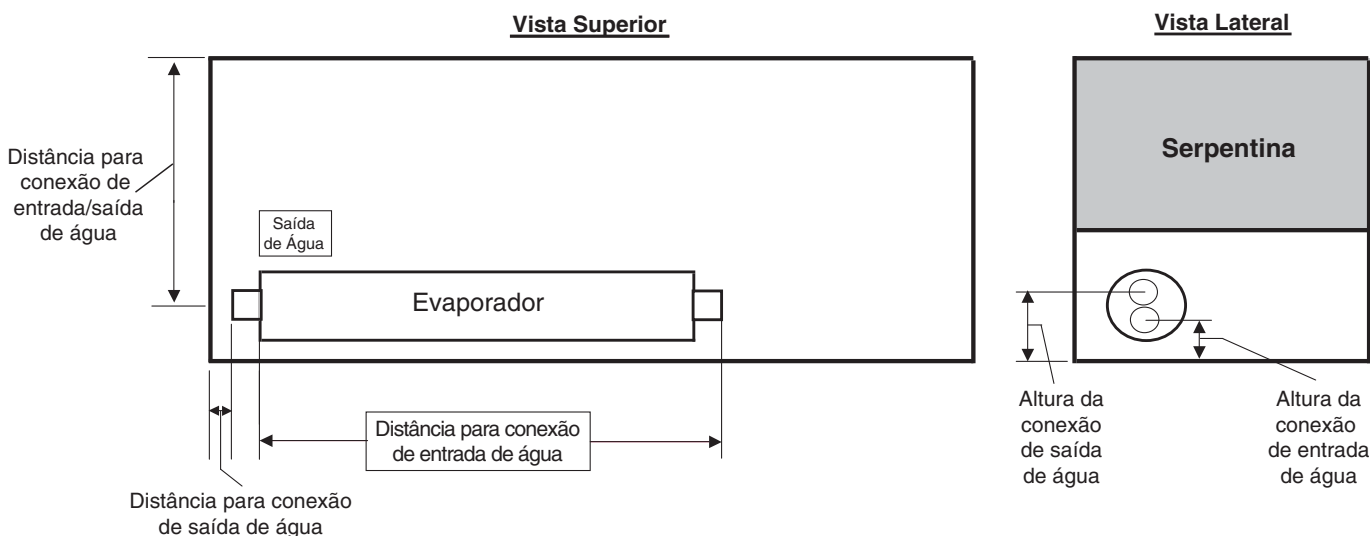 Vista Superior
Vista Lateral
Distância para
conexão de
entrada/saída
de água
Saída
de Água
Evaporador
Serpentina
Distância para conexão
de entrada de água
Distância para conexão
de saída de água
Altura da
conexão
de saída
de água
Altura da
conexão
de entrada
de água